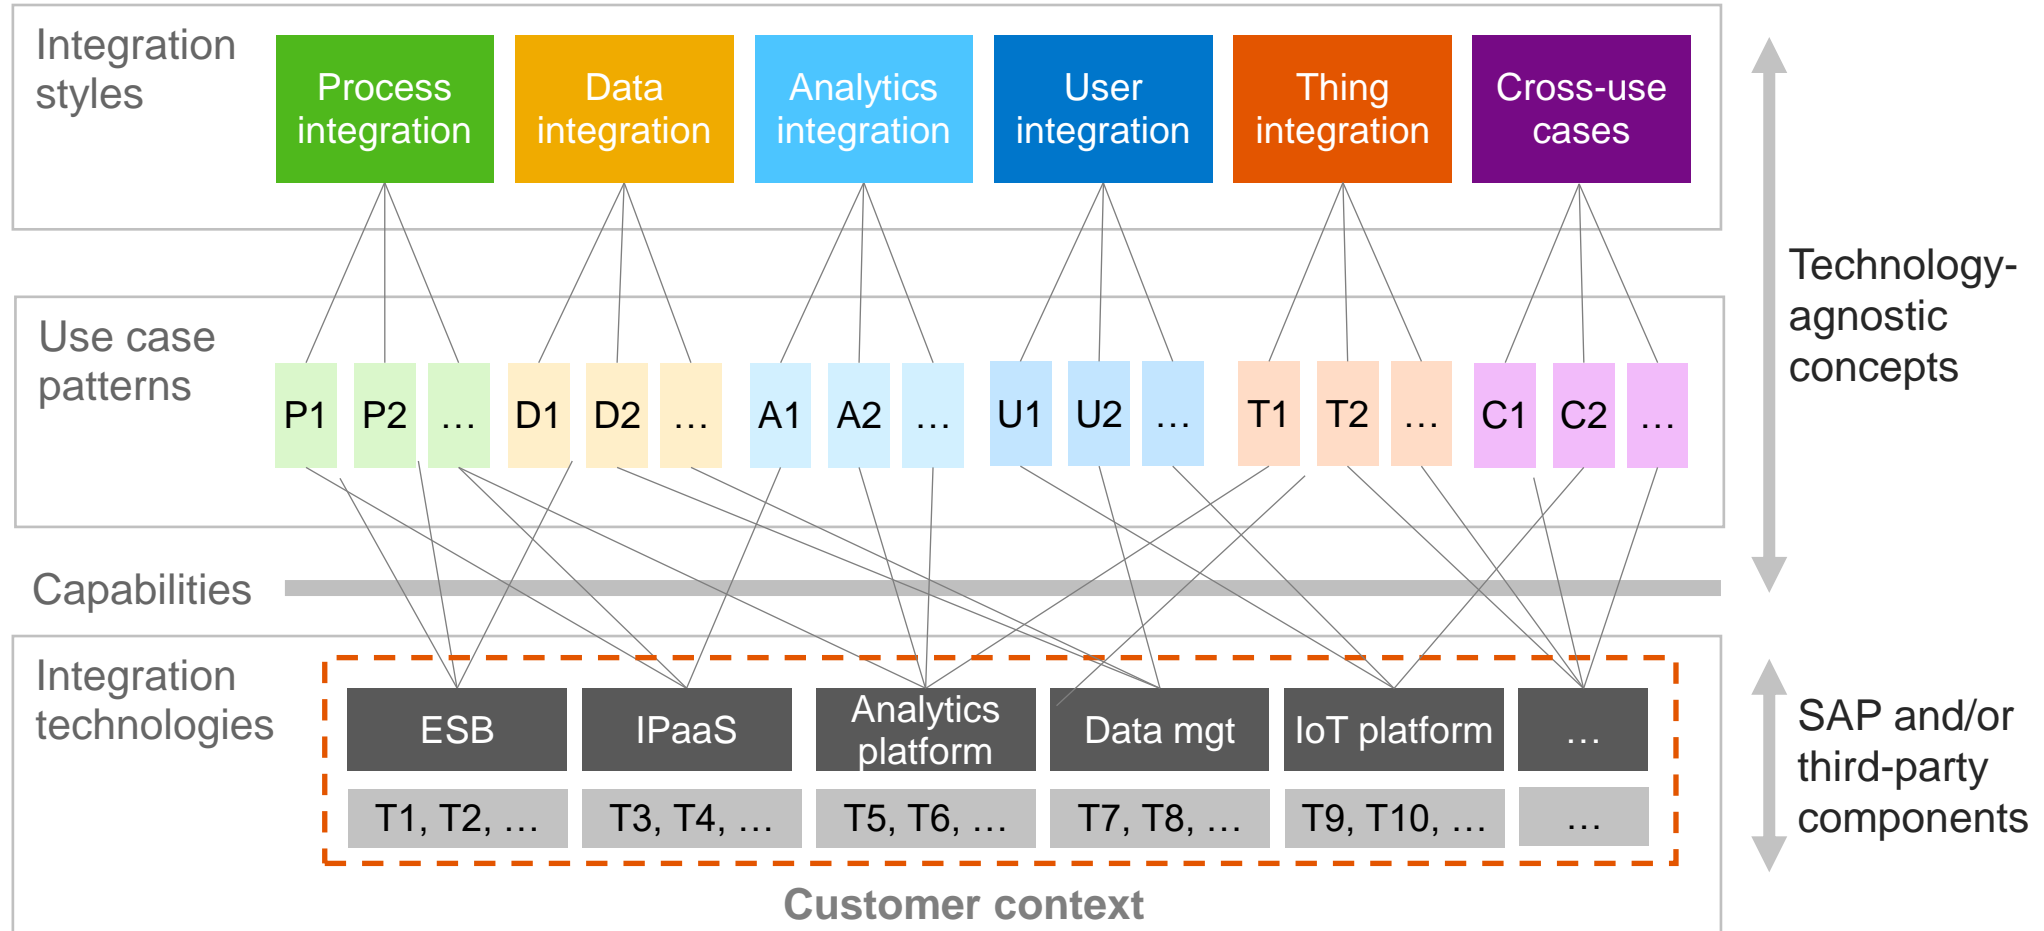 Integration
styles
Process
integration
Data
integration
Analytics
integration
User
integration
Thing
integration
Cross-use
cases
Technology-
agnostic
concepts
Use case
patterns
P1 P2 … D1 D2 … A1 A2 … U1 U2 … T1 T2 … C1 C2 …
Capabilities
Integration
technologies
ESB
IPaaS
Analytics
platform
Data mgt
IoT platform
…
T1, T2, …
T3, T4, …
T5, T6, …
T7, T8, …
T9, T10, …
…
SAP and/or
third-party
components
Customer context